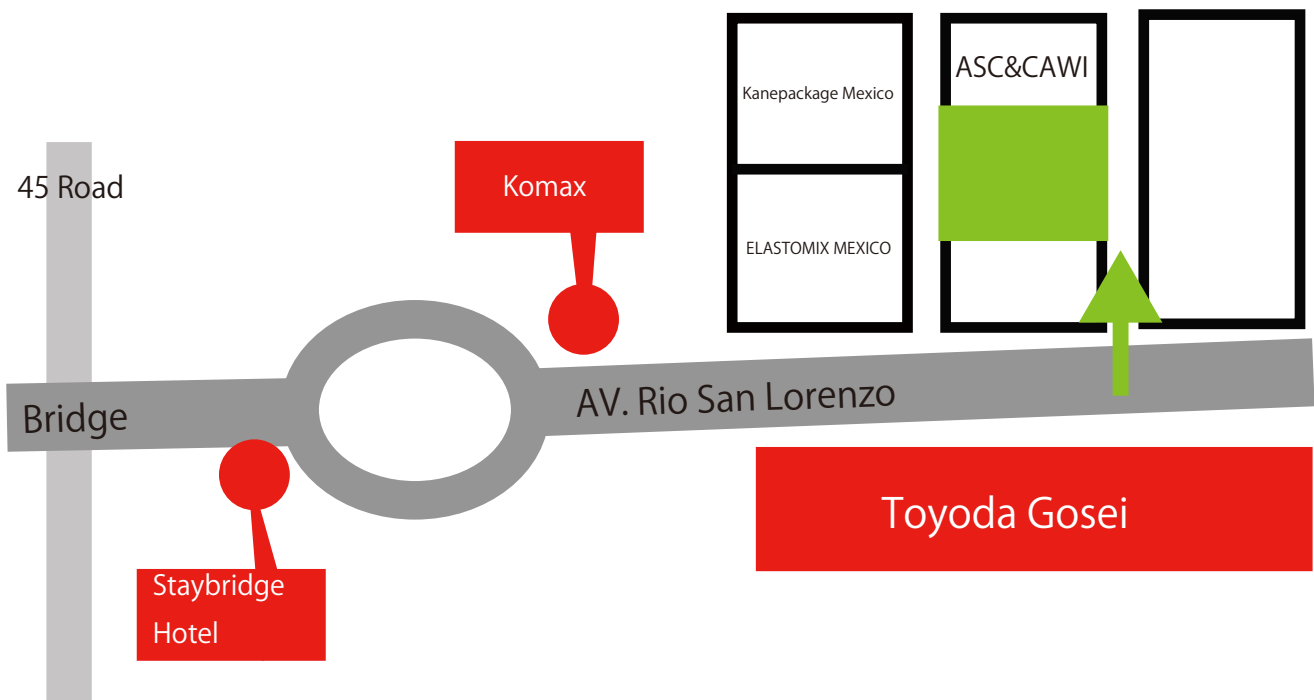 ASC&CAWI
Kanepackage Mexico
45 Road
Komax
ELASTOMIX MEXICO
AV. Rio San Lorenzo
Bridge
Toyoda Gosei
Staybridge
Hotel